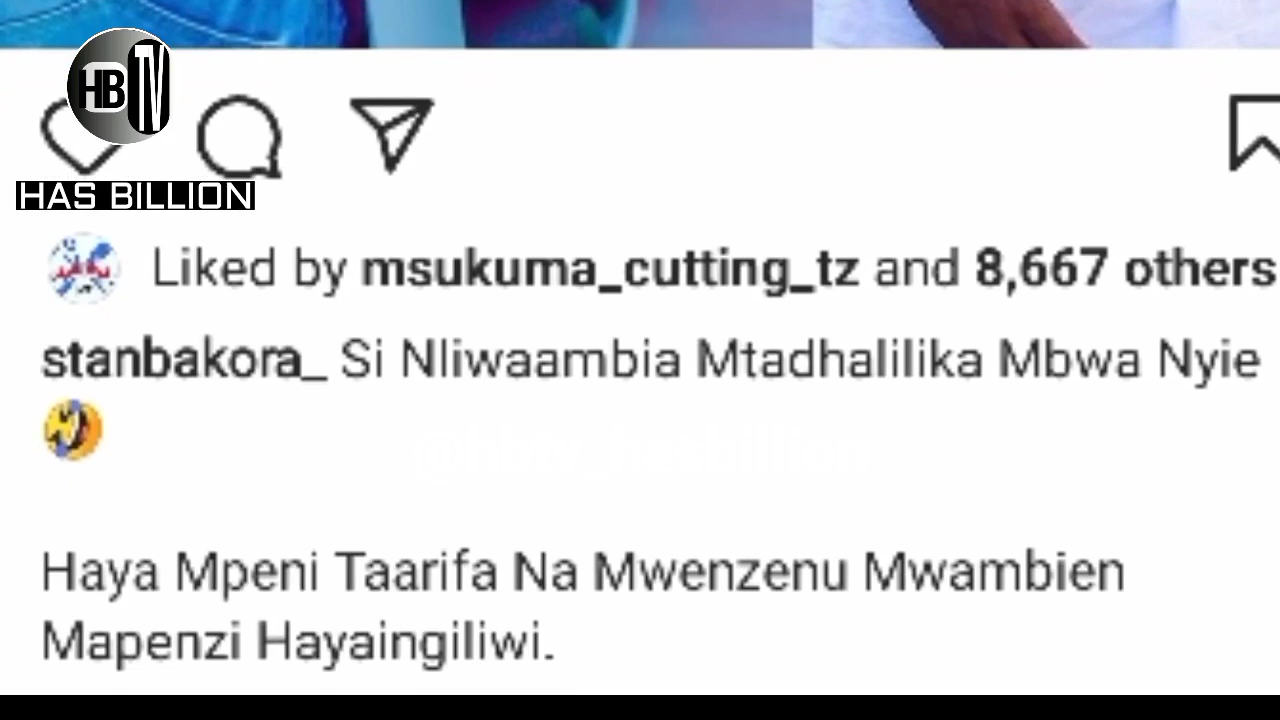 HB TV
HAS BILLION
Liked by msukuma_cutting_tz and 8,667 others
stanbakora_ Si Nliwaambia Mtadhalilika Mbwa Nyie
🤣
Haya Mpeni Taarifa Na Mwenzenu Mwambien
Mapenzi Hayaingiliwi.